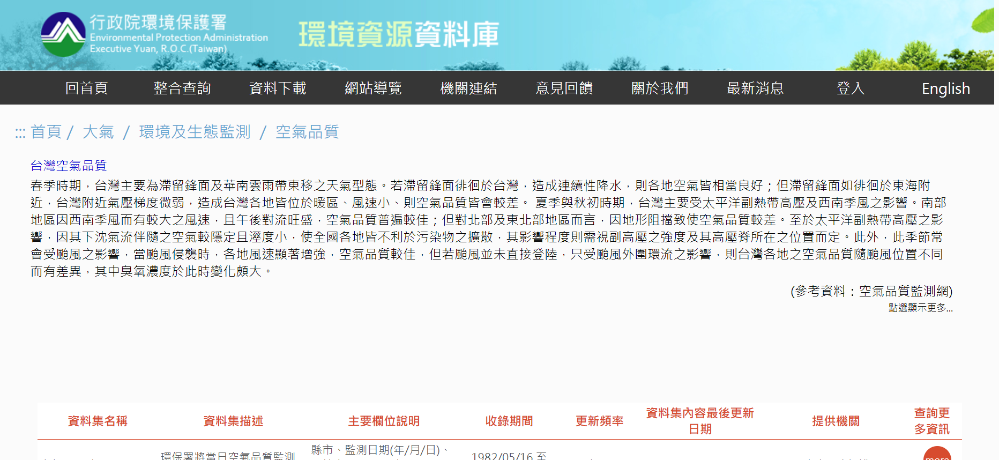 行政院環境保護署
Environmental Protection Administration
Executive Yuan, R.O.C.(Taiwan)
環境資源資料庫
回首頁 整合查詢 資料下載 網站導覽 機關連結 意見回饋 關於我們 最新消息 登入 English
::: 首頁 / 大氣 / 環境及生態監測 / 空氣品質
台灣空氣品質
春季時期，台灣主要為滯留鋒面及華南雲雨帶東移之天氣型態。若滯留鋒面徘徊於台灣，造成連續性降水，則各地空氣皆相當良好；但滯留鋒面如徘徊於東海附
近，台灣附近氣壓梯度微弱，造成台灣各地皆位於暖區、風速小、則空氣品質皆會較差。 夏季與秋初時期，台灣主要受太平洋副熱帶高壓及西南季風之影響。南部
地區因西南季風而有較大之風速，且午後對流旺盛，空氣品質普遍較佳；但對北部及東北部地區而言，因地形阻擋致使空氣品質較差。至於太平洋副熱帶高壓之影
響，因其下沈氣流伴隨之空氣較隱定且溼度小，使全國各地皆不利於污染物之擴散，其影響程度則需視副高壓之強度及其高壓脊所在之位置而定。此外，此季節常
會受颱風之影響，當颱風侵襲時，各地風速顯著增強，空氣品質較佳，但若颱風並未直接登陸，只受颱風外圍環流之影響，則台灣各地之空氣品質隨颱風位置不同
而有差異，其中臭氧濃度於此時變化頗大。
(參考資料：空氣品質監測網)
點選顯示更多...
資料集名稱 資料集描述 主要欄位說明 收錄期間 更新頻率 資料集內容最後更新 提供機關 查詢更
日期 多資訊
縣市、監測日期(年/月/日)、
環保署將當日空氣品質監測 1982/05/16 至 more